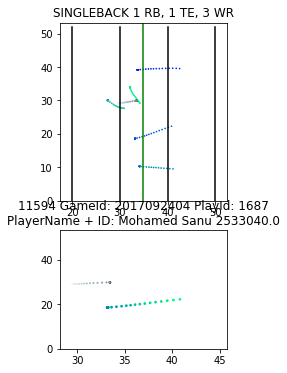 SINGLEBACK 1 RB, 1 TE, 3 WR
50
40
30
20
10
0
20 30 40 50
11594 GameId: 2017092404 PlayId: 1687
PlayerName + ID: Mohamed Sanu 2533040.0
40
20
0
30 35 40 45